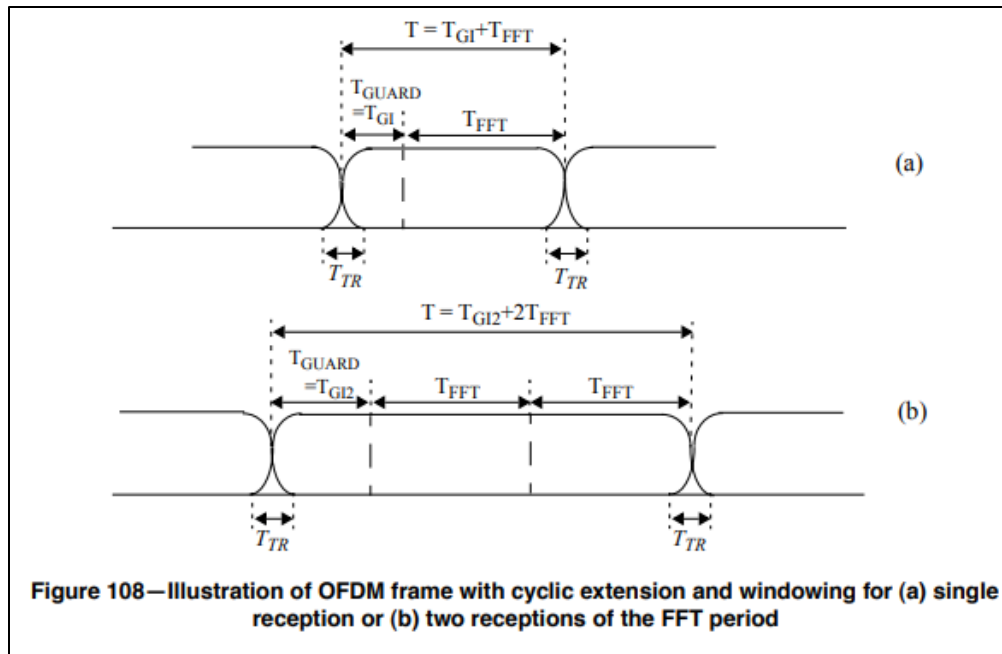 T = TGI+TFFT
TGUARD
=TGI
TFFT
(a)
TTR
TTR
T = TGI2+2TFFT
TGUARD
=TGI2
TFFT
TFFT
(b)
TTR
TTR
Figure 108—Illustration of OFDM frame with cyclic extension and windowing for (a) single
reception or (b) two receptions of the FFT period